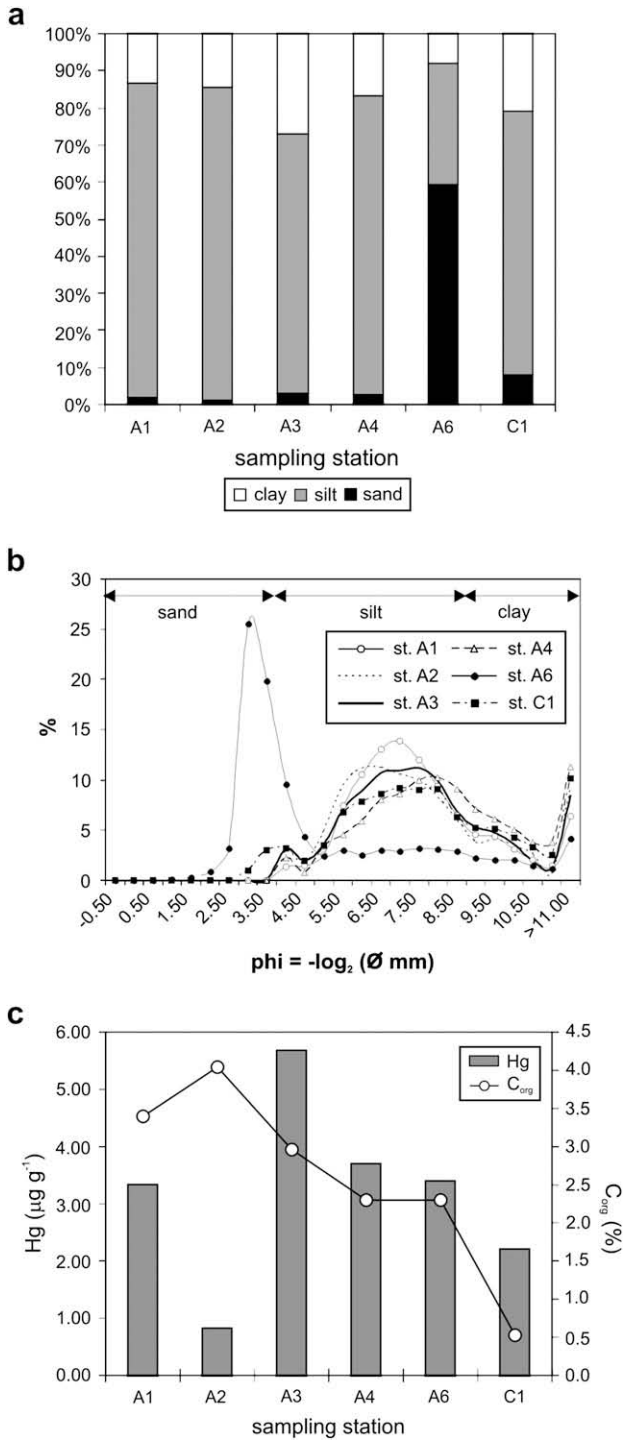 a
100%
90%
80%
70%
60%
50%
40%
30%
20%
10%
0%
A1 A2 A3 A4 A6 C1
sampling station
clay silt sand
b
30
25
20
15
10
5
0
%
sand silt clay
st. A1 st. A4
st. A2 st. A6
st. A3 st. C1
-0.50 0.50 1.50 2.50 3.50 4.50 5.50 6.50 7.50 8.50 9.50 10.50 >11.00
phi = -log₂ (Ø mm)
c
6.00
5.00
4.00
3.00
2.00
1.00
0.00
Hg (µg g⁻¹)
Hg
C_org
4.5
4.0
3.5
3.0
2.5
2.0
1.5
1.0
0.5
0.0
C_org (%)
A1 A2 A3 A4 A6 C1
sampling station